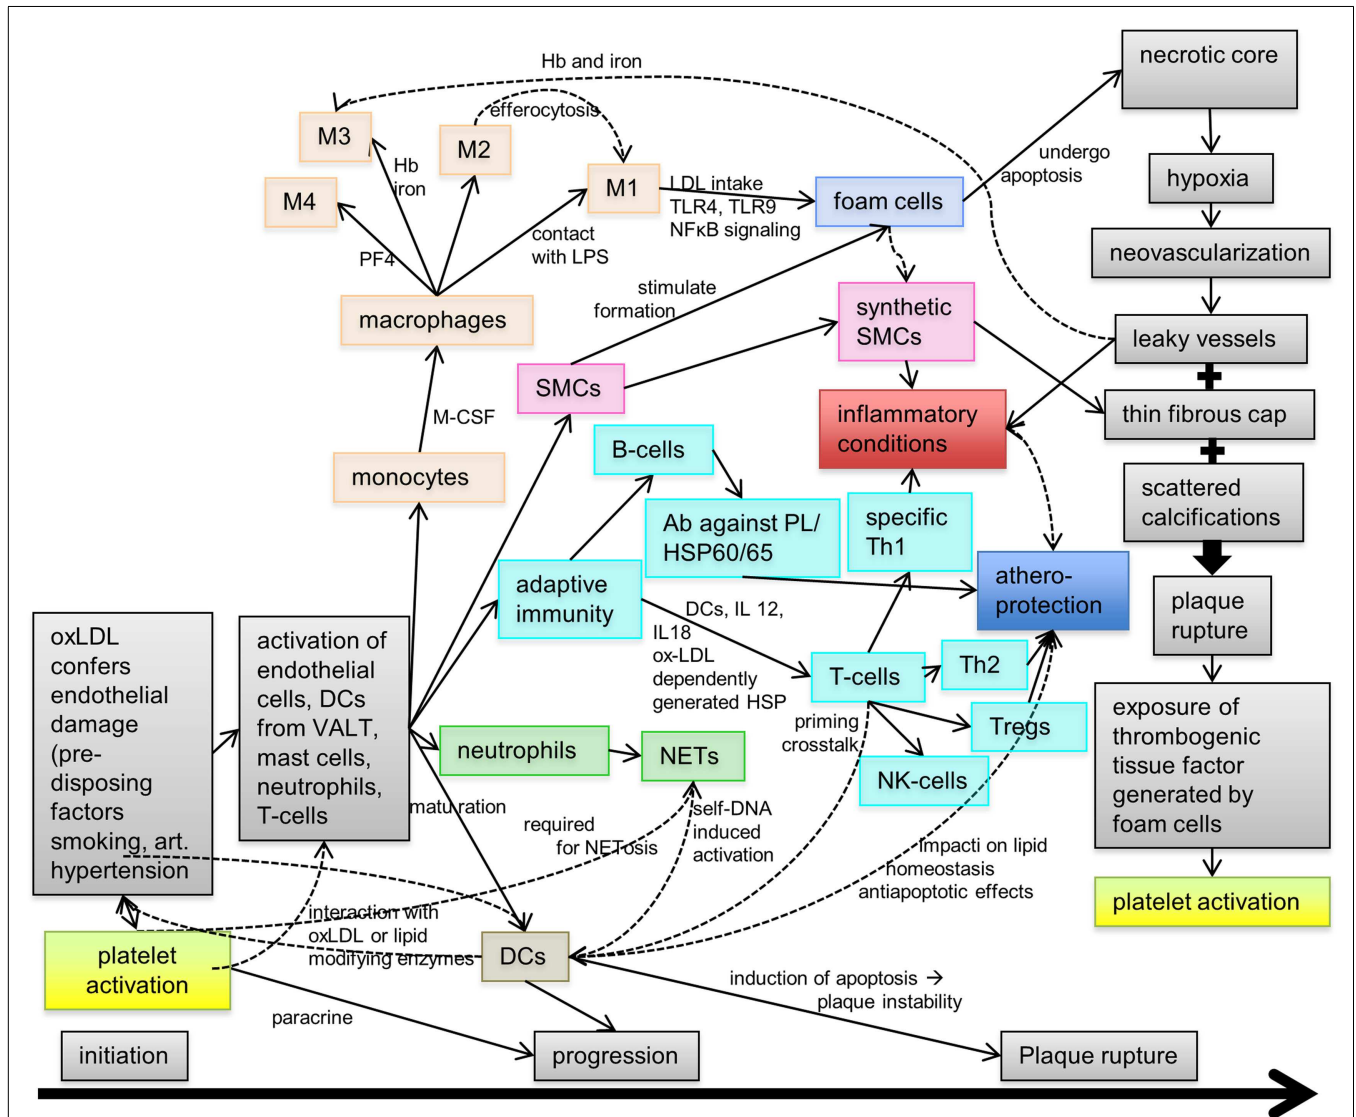 necrotic core
Hb and iron
efferocytosis
M3
M2
Hb
iron
M4
M1
LDL intake
TLR4, TLR9
NFκB signaling
foam cells
undergo
apoptosis
hypoxia
PF4
contact
with LPS
neovascularization
macrophages
stimulate
formation
synthetic
SMCs
leaky vessels
SMCs
M-CSF
inflammatory
conditions
thin fibrous cap
B-cells
monocytes
scattered
calcifications
Ab against PL/
HSP60/65
specific
Th1
adaptive
immunity
athero-
protection
plaque
rupture
DCs, IL 12,
IL18
ox-LDL
dependently
generated HSP
oxLDL
confers
endothelial
damage
(pre-
disposing
factors
smoking, art.
hypertension
activation of
endothelial
cells, DCs
from VALT,
mast cells,
neutrophils,
T-cells
T-cells
Th2
Tregs
priming
crosstalk
NK-cells
neutrophils
NETs
exposure of
thrombogenic
tissue factor
generated by
foam cells
maturation
required
for NETosis
self-DNA
induced
activation
Impacti on lipid
homeostasis
antiapoptotic effects
platelet activation
interaction with
oxLDL or lipid
modifying enzymes
platelet
activation
DCs
induction of apoptosis →
plaque instability
paracrine
initiation
progression
Plaque rupture